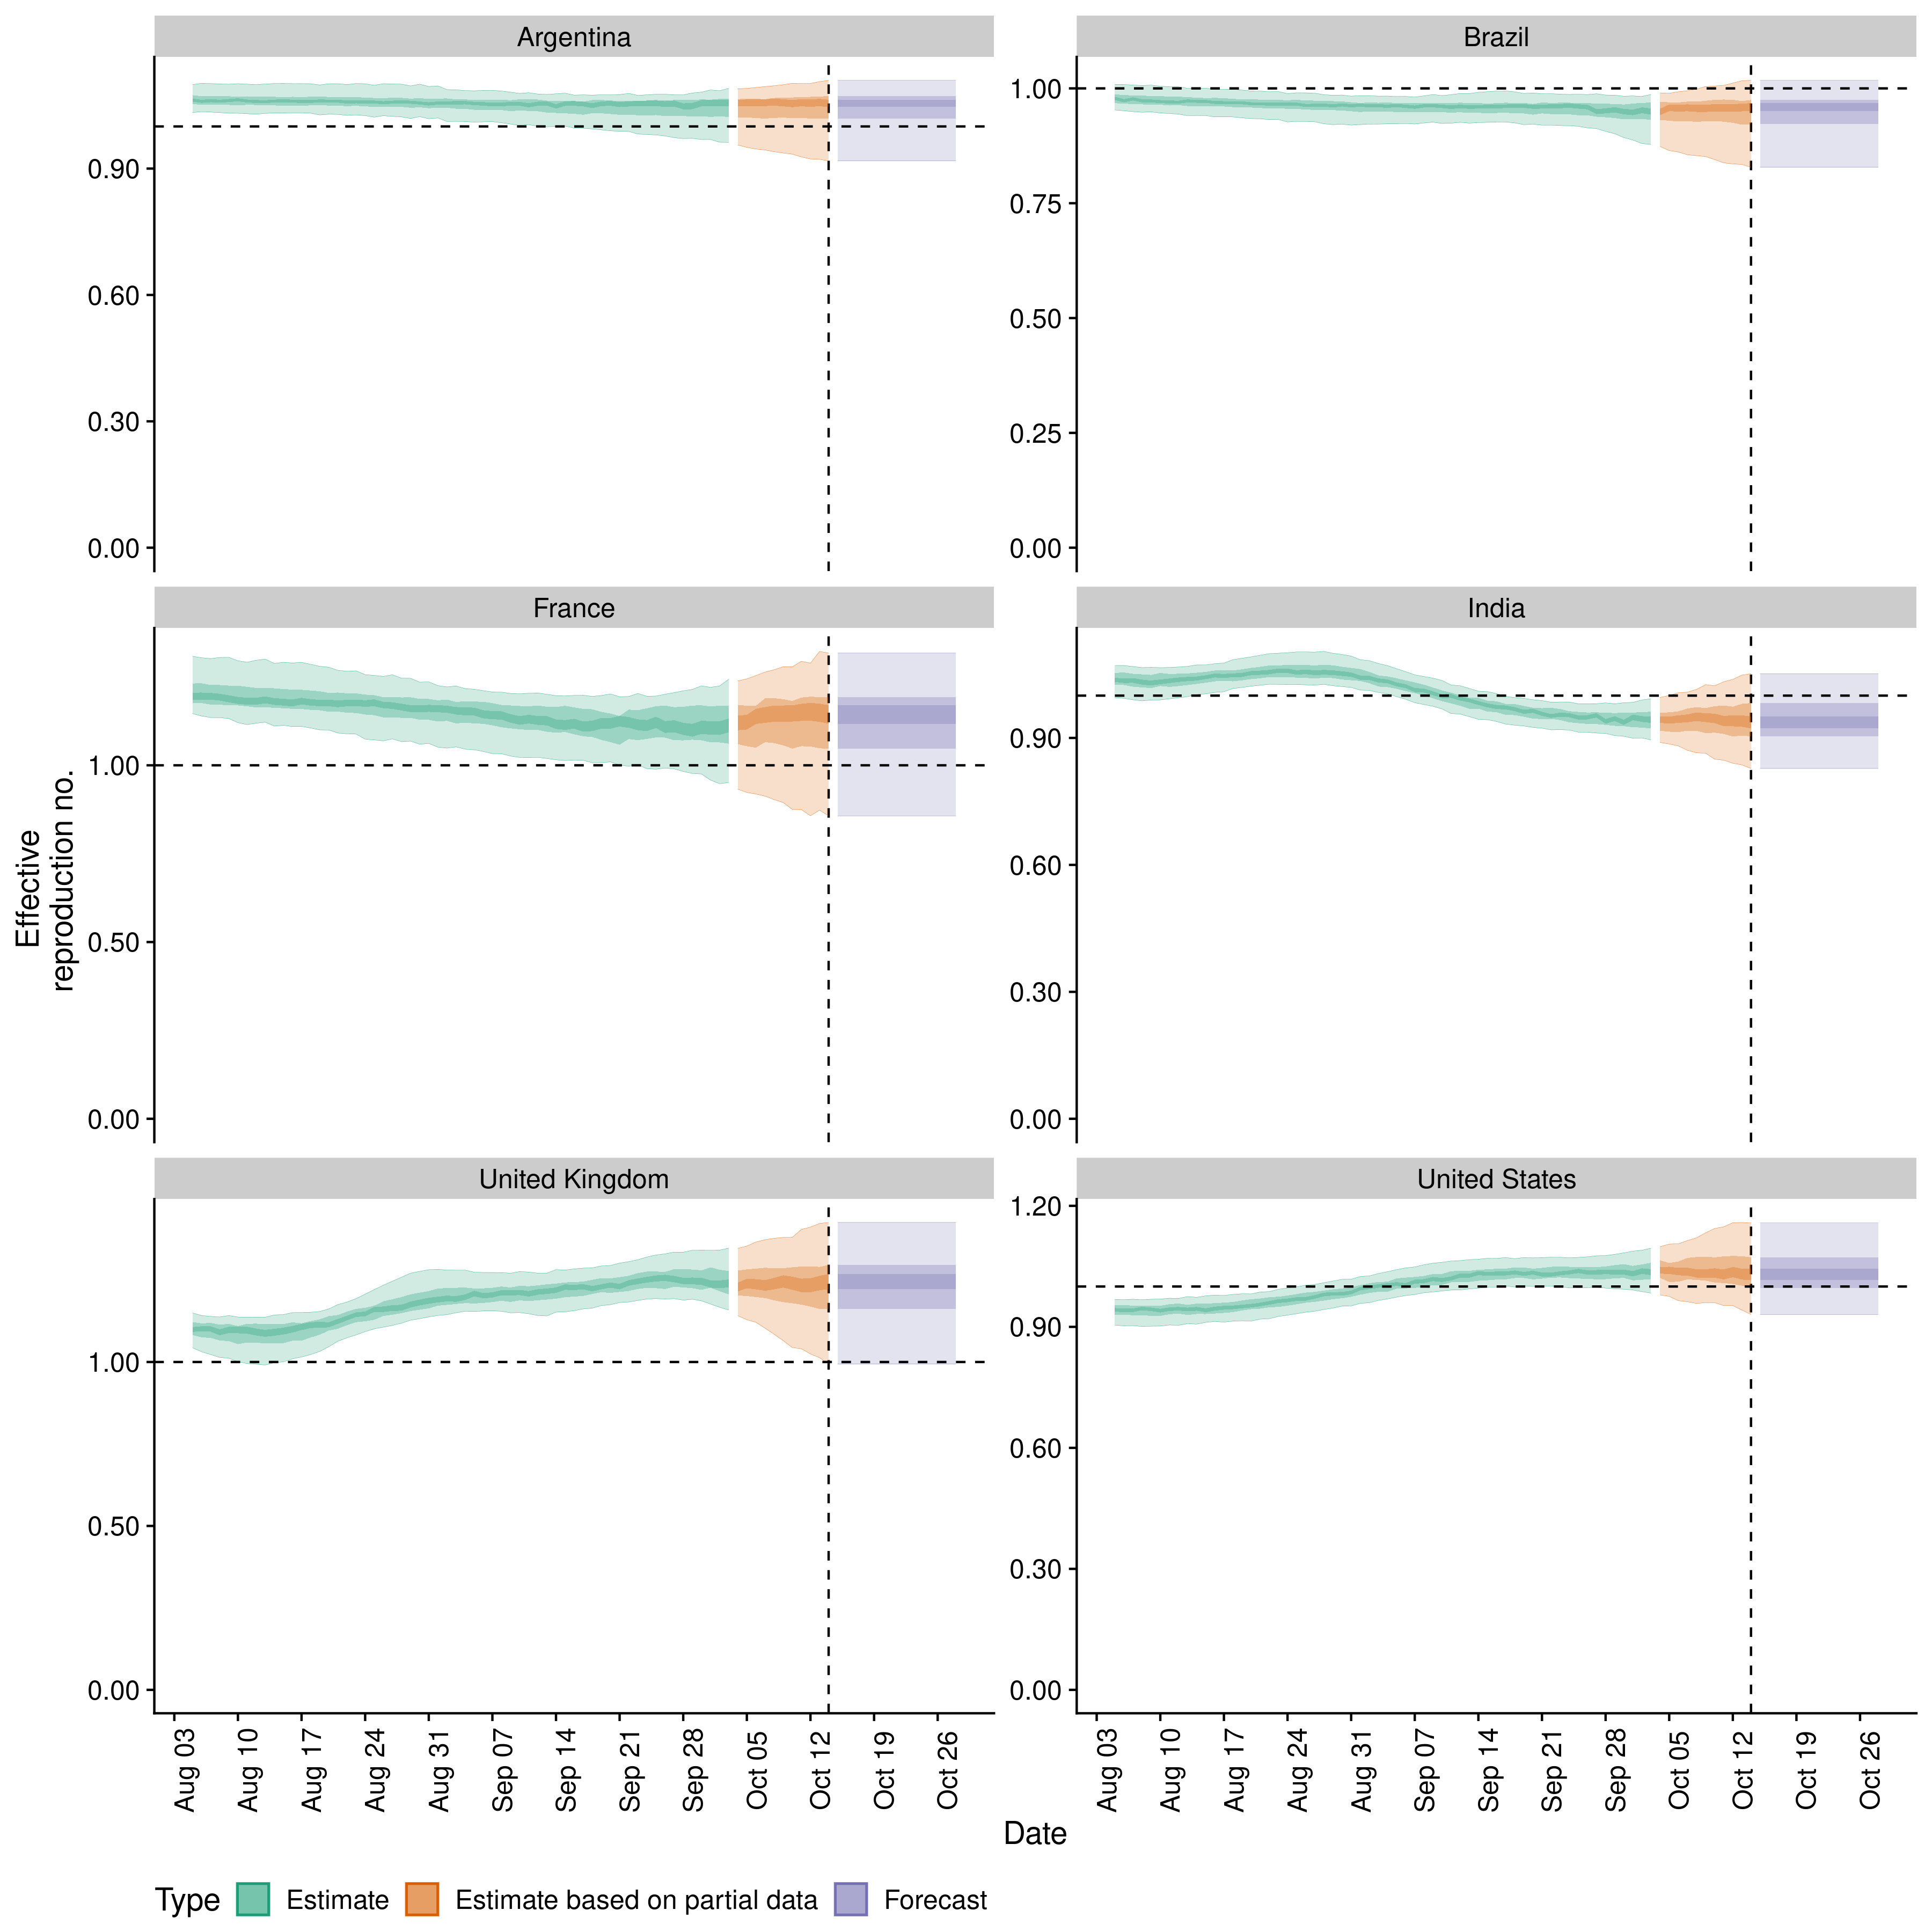 Argentina
Brazil
0.90
0.60
0.30
0.00
1.00
0.75
0.50
0.25
0.00
France
India
1.00
0.50
0.00
0.90
0.60
0.30
0.00
Effective
reproduction no.
United Kingdom
United States
1.00
0.50
0.00
1.20
0.90
0.60
0.30
0.00
Aug 03
Aug 10
Aug 17
Aug 24
Aug 31
Sep 07
Sep 14
Sep 21
Sep 28
Oct 05
Oct 12
Oct 19
Oct 26
Aug 03
Aug 10
Aug 17
Aug 24
Aug 31
Sep 07
Sep 14
Sep 21
Sep 28
Oct 05
Oct 12
Oct 19
Oct 26
Date
Type Estimate Estimate based on partial data Forecast